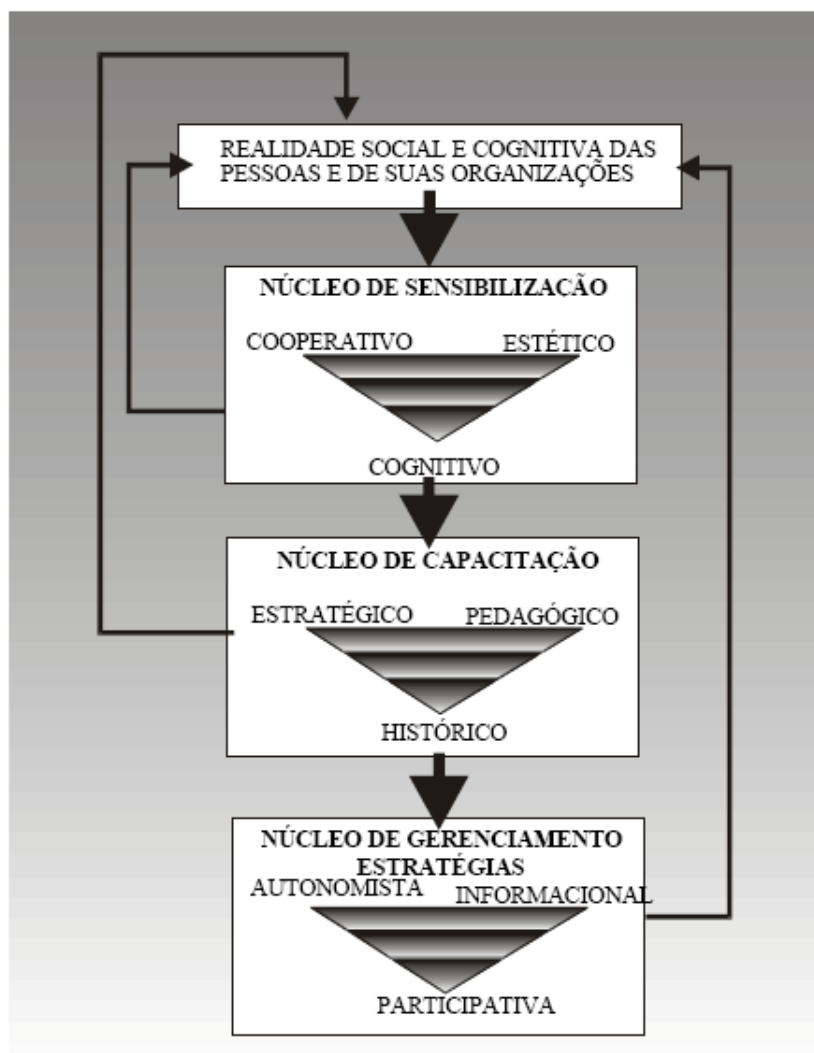 REALIDADE SOCIAL E COGNITIVA DAS
PESSOAS E DE SUAS ORGANIZAÇÕES
NÚCLEO DE SENSIBILIZAÇÃO
COOPERATIVO ESTÉTICO
COGNITIVO
NÚCLEO DE CAPACITAÇÃO
ESTRATÉGICO PEDAGÓGICO
HISTÓRICO
NÚCLEO DE GERENCIAMENTO
ESTRATÉGIAS
AUTONOMISTA INFORMACIONAL
PARTICIPATIVA